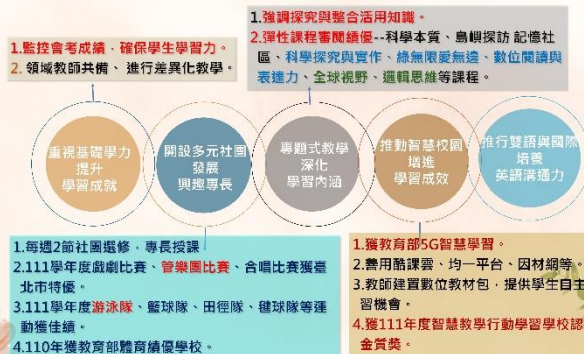 1.監控會考成績，確保學生學習力。
2. 領域教師共備、 進行差異化教學。
1.強調探究與整合活用知識。
2.彈性課程審閱績優--科學本質、島嶼探訪 記憶社
區、科學探究與實作、綠無限愛無邊、數位閱讀與
表達力、全球視野、邏輯思維等課程。
重視基礎學力
提升
學習成就
開設多元社團
發展
興趣專長
專題式教學
深化
學習內涵
推動智慧校園
增進
學習成效
推行雙語與國際
培養
英語溝通力
1.每週2節社團選修，專長授課
2.111學年度戲劇比賽、管樂團比賽、合唱比賽獲臺
北市特優。
3.111學年度游泳隊、籃球隊、田徑隊、毽球隊等運
動獲佳績。
4.110年獲教育部體育績優學校。
1.獲教育部5G智慧學習。
2.善用酷課雲、均一平台、因材網等。
3.教師建置數位教材包，提供學生自主
習機會。
4.獲111年度智慧教學行動學習學校認
金質獎。